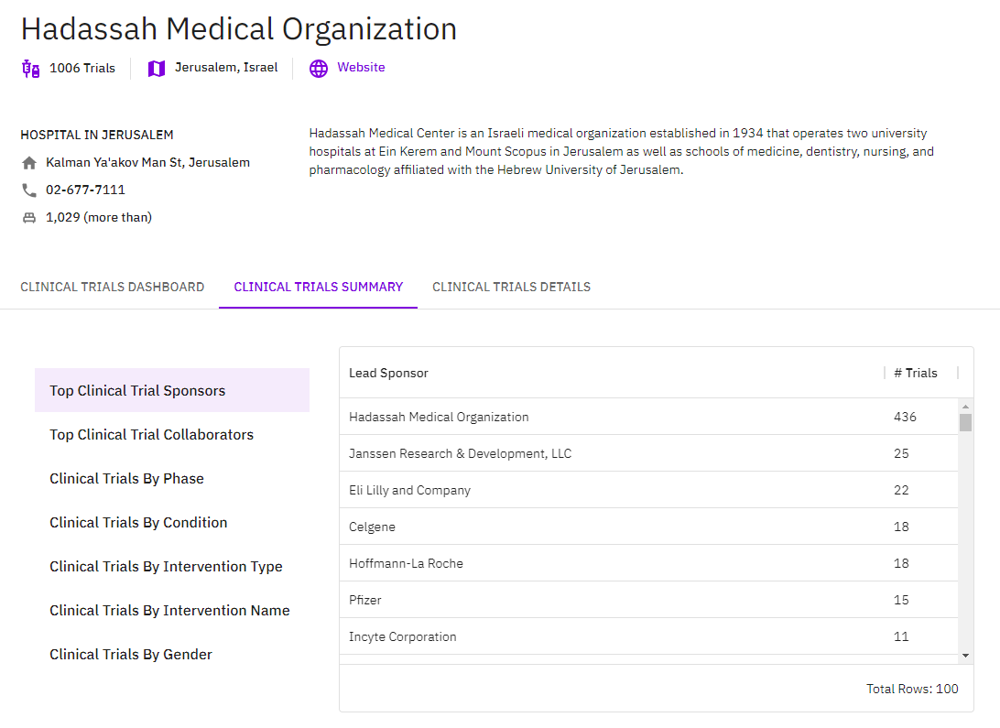 Hadassah Medical Organization
1006 Trials
Jerusalem, Israel
Website
HOSPITAL IN JERUSALEM
Kalman Ya'akov Man St, Jerusalem
02-677-7111
1,029 (more than)
Hadassah Medical Center is an Israeli medical organization established in 1934 that operates two university
hospitals at Ein Kerem and Mount Scopus in Jerusalem as well as schools of medicine, dentistry, nursing, and
pharmacology affiliated with the Hebrew University of Jerusalem.
CLINICAL TRIALS DASHBOARD
CLINICAL TRIALS SUMMARY
CLINICAL TRIALS DETAILS
Top Clinical Trial Sponsors
Top Clinical Trial Collaborators
Clinical Trials By Phase
Clinical Trials By Condition
Clinical Trials By Intervention Type
Clinical Trials By Intervention Name
Clinical Trials By Gender
Lead Sponsor # Trials
Hadassah Medical Organization 436
Janssen Research & Development, LLC 25
Eli Lilly and Company 22
Celgene 18
Hoffmann-La Roche 18
Pfizer 15
Incyte Corporation 11
Total Rows: 100